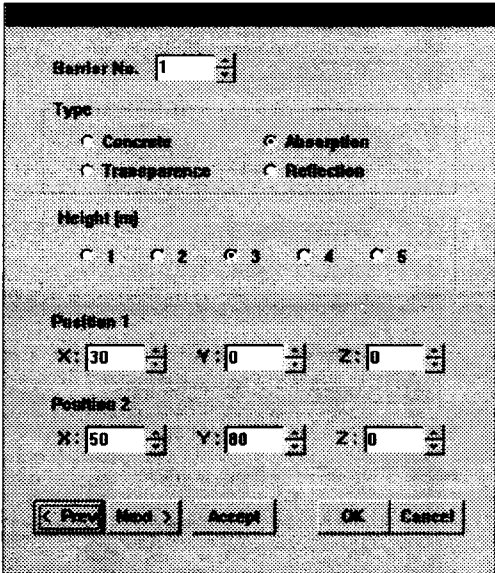 Barrier No. 1
Type
Concrete Absorption
Transparence Reflection
Height [m]
1 2 3 4 5
Position 1
X: 30 Y: 0 Z: 0
Position 2
X: 50 Y: 80 Z: 0
< Prev Next > Accept OK Cancel